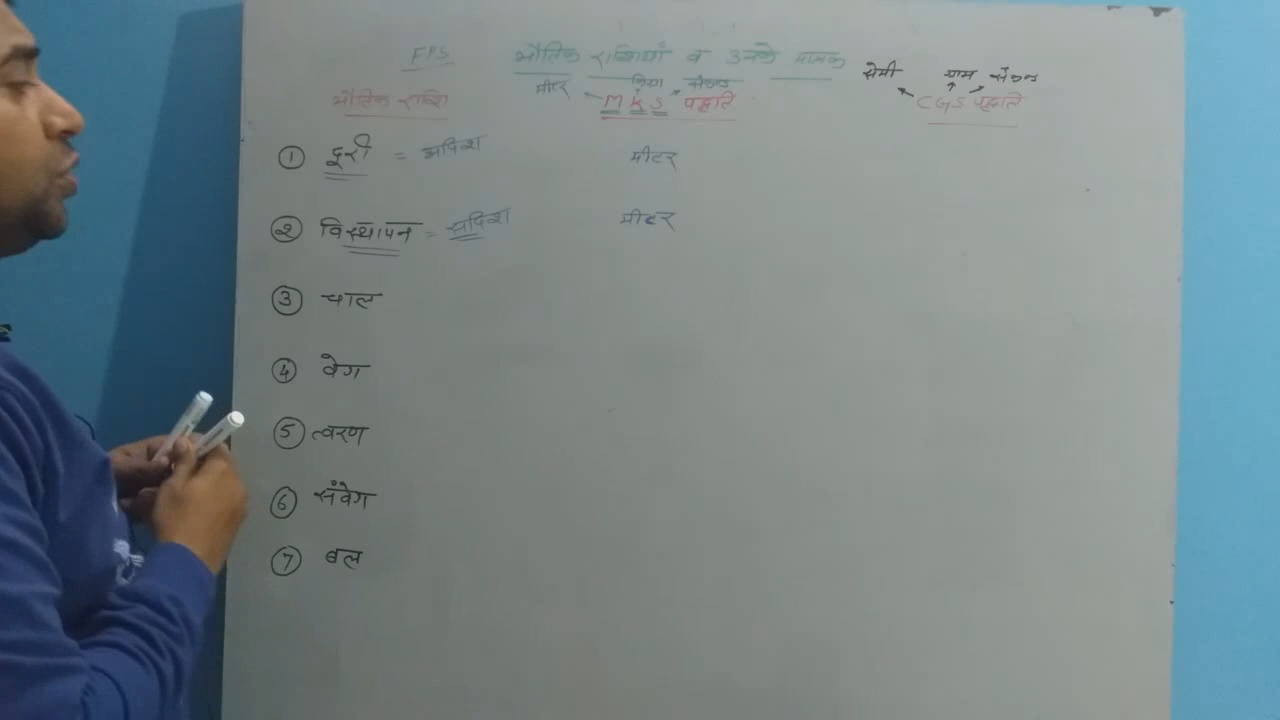 FPS भौतिक राशियाँ व उनके मात्रक
मीटर किग्रा सेकण्ड सेमी ग्राम सेकण्ड
भौतिक राशि MKS पद्धति CGS पद्धति
① दूरी = अदिश मीटर
② विस्थापन = सदिश मीटर
③ चाल
④ वेग
⑤ त्वरण
⑥ संवेग
⑦ बल